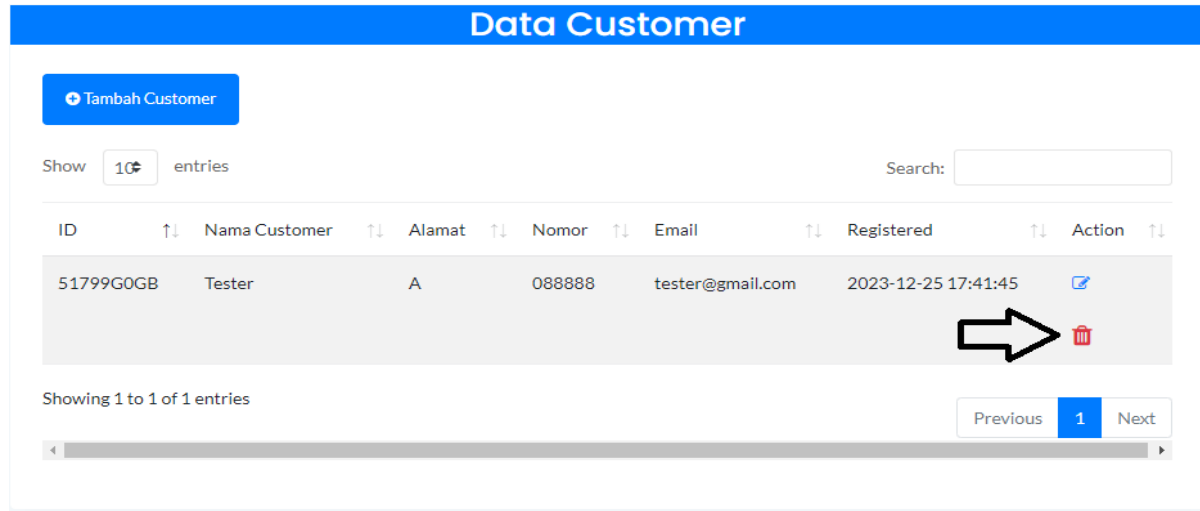 Data Customer
Tambah Customer
Show 10 entries Search:
ID Nama Customer Alamat Nomor Email Registered Action
51799G0GB Tester A 088888 tester@gmail.com 2023-12-25 17:41:45
Showing 1 to 1 of 1 entries
Previous 1 Next